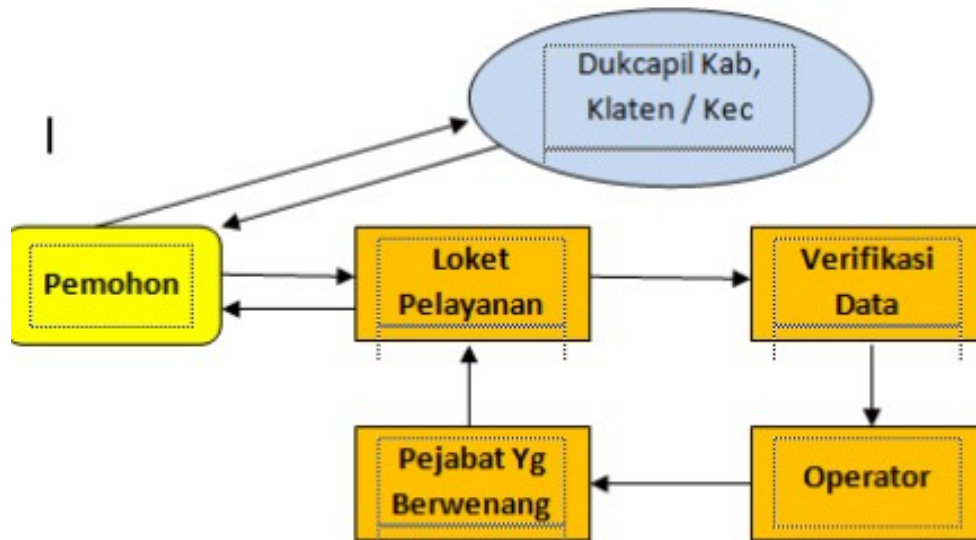 Dukcapil Kab,
Klaten / Kec
Pemohon
Loket
Pelayanan
Verifikasi
Data
Pejabat Yg
Berwenang
Operator